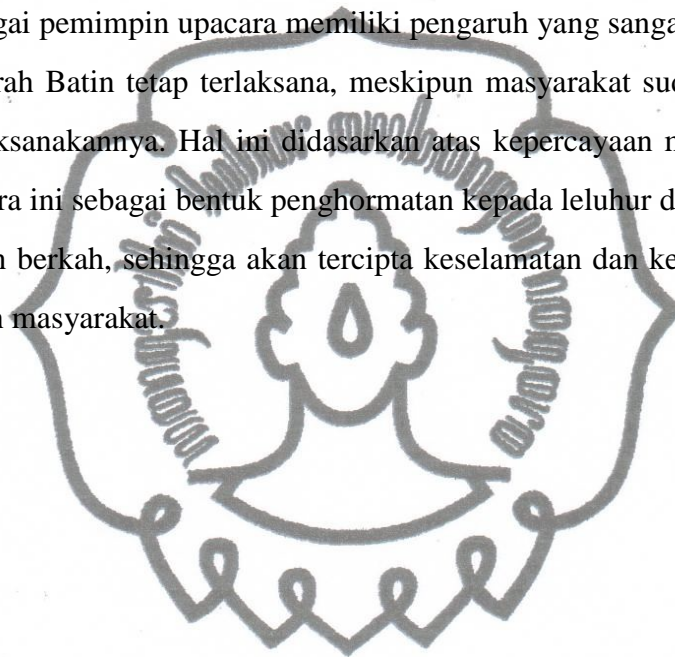 gai pemimpin upacara memiliki pengaruh yang sanga
rah Batin tetap terlaksana, meskipun masyarakat sud
ksanakannya. Hal ini didasarkan atas kepercayaan m
ra ini sebagai bentuk penghormatan kepada leluhur d
n berkah, sehingga akan tercipta keselamatan dan ke
n masyarakat.